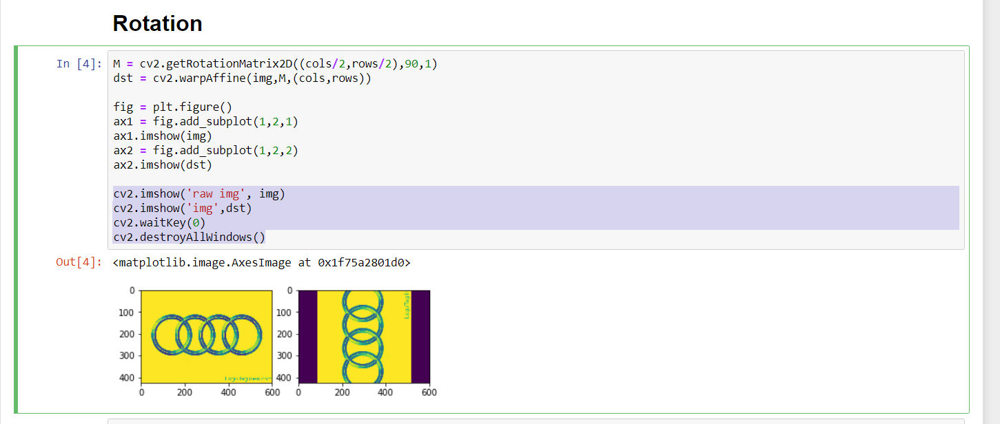 Rotation
In [4]: M = cv2.getRotationMatrix2D((cols/2,rows/2),90,1)
dst = cv2.warpAffine(img,M,(cols,rows))
fig = plt.figure()
ax1 = fig.add_subplot(1,2,1)
ax1.imshow(img)
ax2 = fig.add_subplot(1,2,2)
ax2.imshow(dst)
cv2.imshow('raw img', img)
cv2.imshow('img',dst)
cv2.waitKey(0)
cv2.destroyAllWindows()
Out[4]: <matplotlib.image.AxesImage at 0x1f75a2801d0>
0 0
100 100
200 200
300 300
400 400
0 200 400 600 0 200 400 600